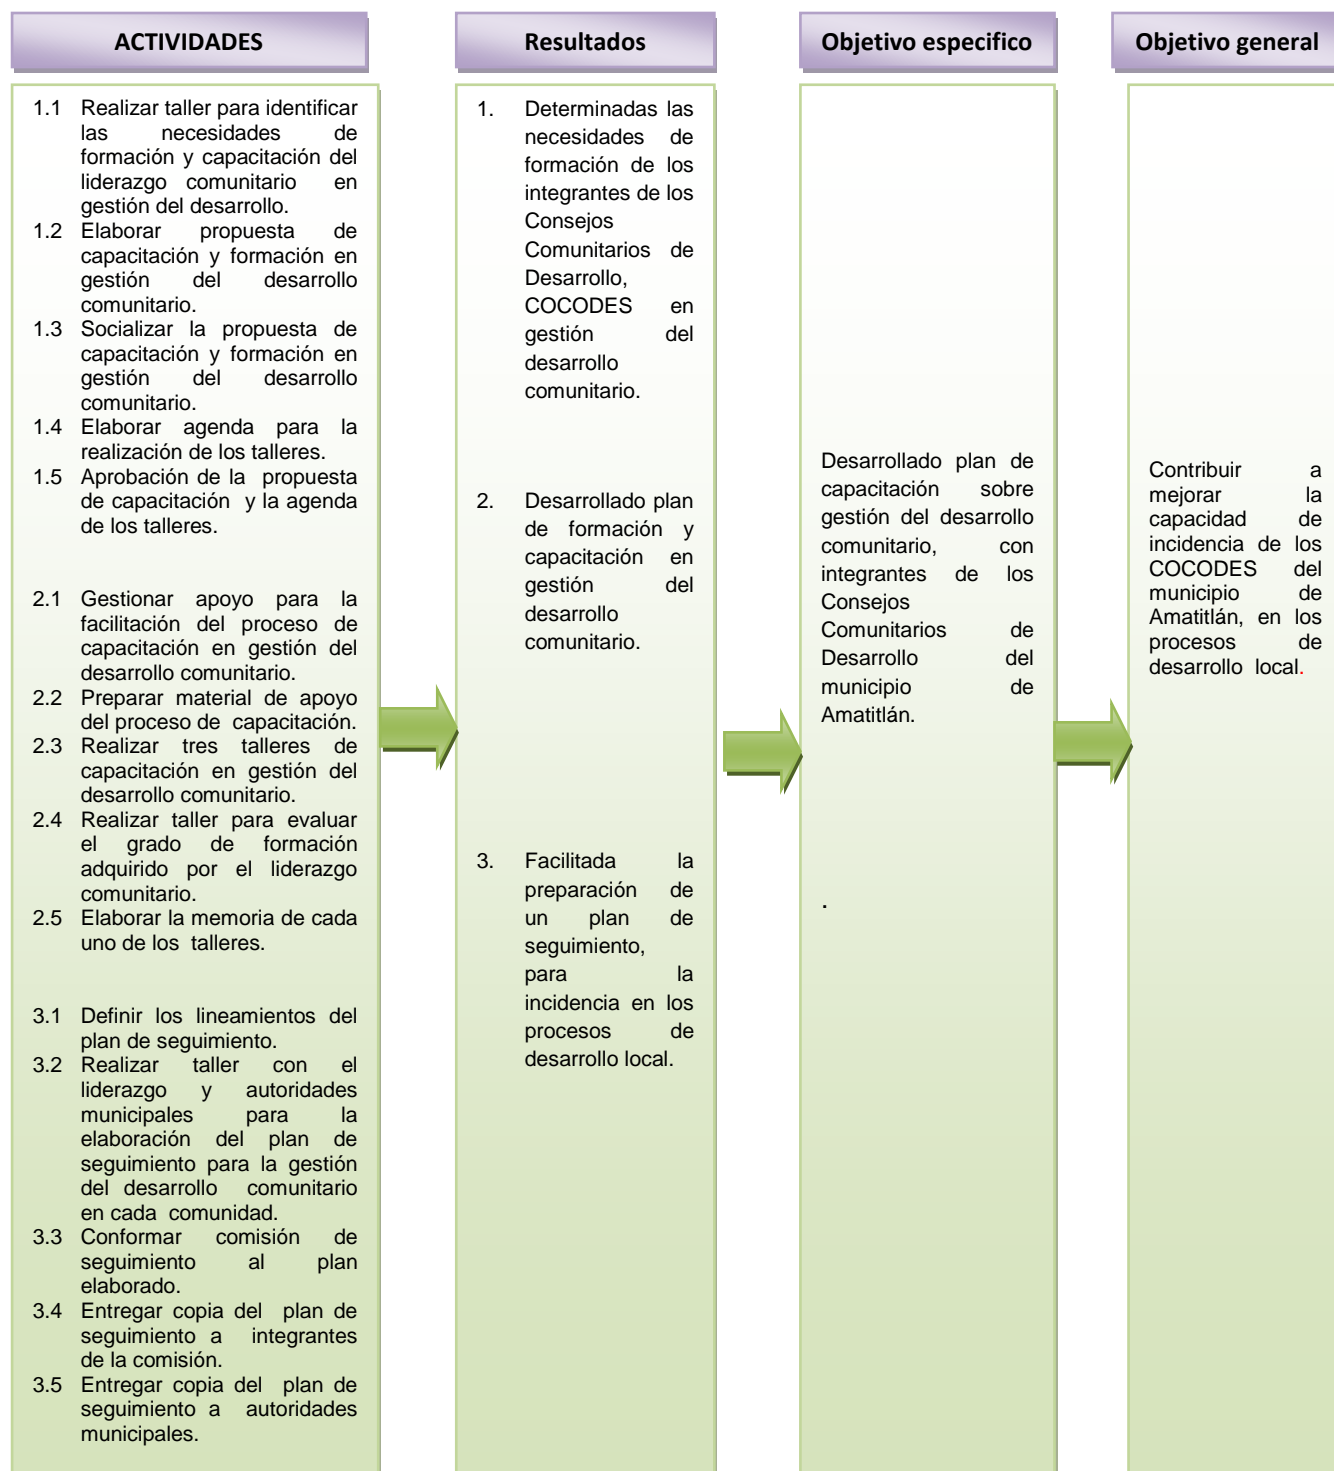 ACTIVIDADES
1.1 Realizar taller para identificar
las necesidades de
formación y capacitación del
liderazgo comunitario en
gestión del desarrollo.
1.2 Elaborar propuesta de
capacitación y formación en
gestión del desarrollo
comunitario.
1.3 Socializar la propuesta de
capacitación y formación en
gestión del desarrollo
comunitario.
1.4 Elaborar agenda para la
realización de los talleres.
1.5 Aprobación de la propuesta
de capacitación y la agenda
de los talleres.
2.1 Gestionar apoyo para la
facilitación del proceso de
capacitación en gestión del
desarrollo comunitario.
2.2 Preparar material de apoyo
del proceso de capacitación.
2.3 Realizar tres talleres de
capacitación en gestión del
desarrollo comunitario.
2.4 Realizar taller para evaluar
el grado de formación
adquirido por el liderazgo
comunitario.
2.5 Elaborar la memoria de cada
uno de los talleres.
3.1 Definir los lineamientos del
plan de seguimiento.
3.2 Realizar taller con el
liderazgo y autoridades
municipales para la
elaboración del plan de
seguimiento para la gestión
del desarrollo comunitario
en cada comunidad.
3.3 Conformar comisión de
seguimiento al plan
elaborado.
3.4 Entregar copia del plan de
seguimiento a integrantes
de la comisión.
3.5 Entregar copia del plan de
seguimiento a autoridades
municipales.
Resultados
1. Determinadas las
necesidades de
formación de los
integrantes de los
Consejos
Comunitarios de
Desarrollo,
COCODES en
gestión del
desarrollo
comunitario.
2. Desarrollado plan
de formación y
capacitación en
gestión del
desarrollo
comunitario.
3. Facilitada la
preparación de
un plan de
seguimiento,
para la
incidencia en los
procesos de
desarrollo local.
Objetivo especifico
Desarrollado plan de
capacitación sobre
gestión del desarrollo
comunitario, con
integrantes de los
Consejos
Comunitarios de
Desarrollo del
municipio de
Amatitlán.
.
Objetivo general
Contribuir a
mejorar la
capacidad de
incidencia de los
COCODES del
municipio de
Amatitlán, en los
procesos de
desarrollo local.